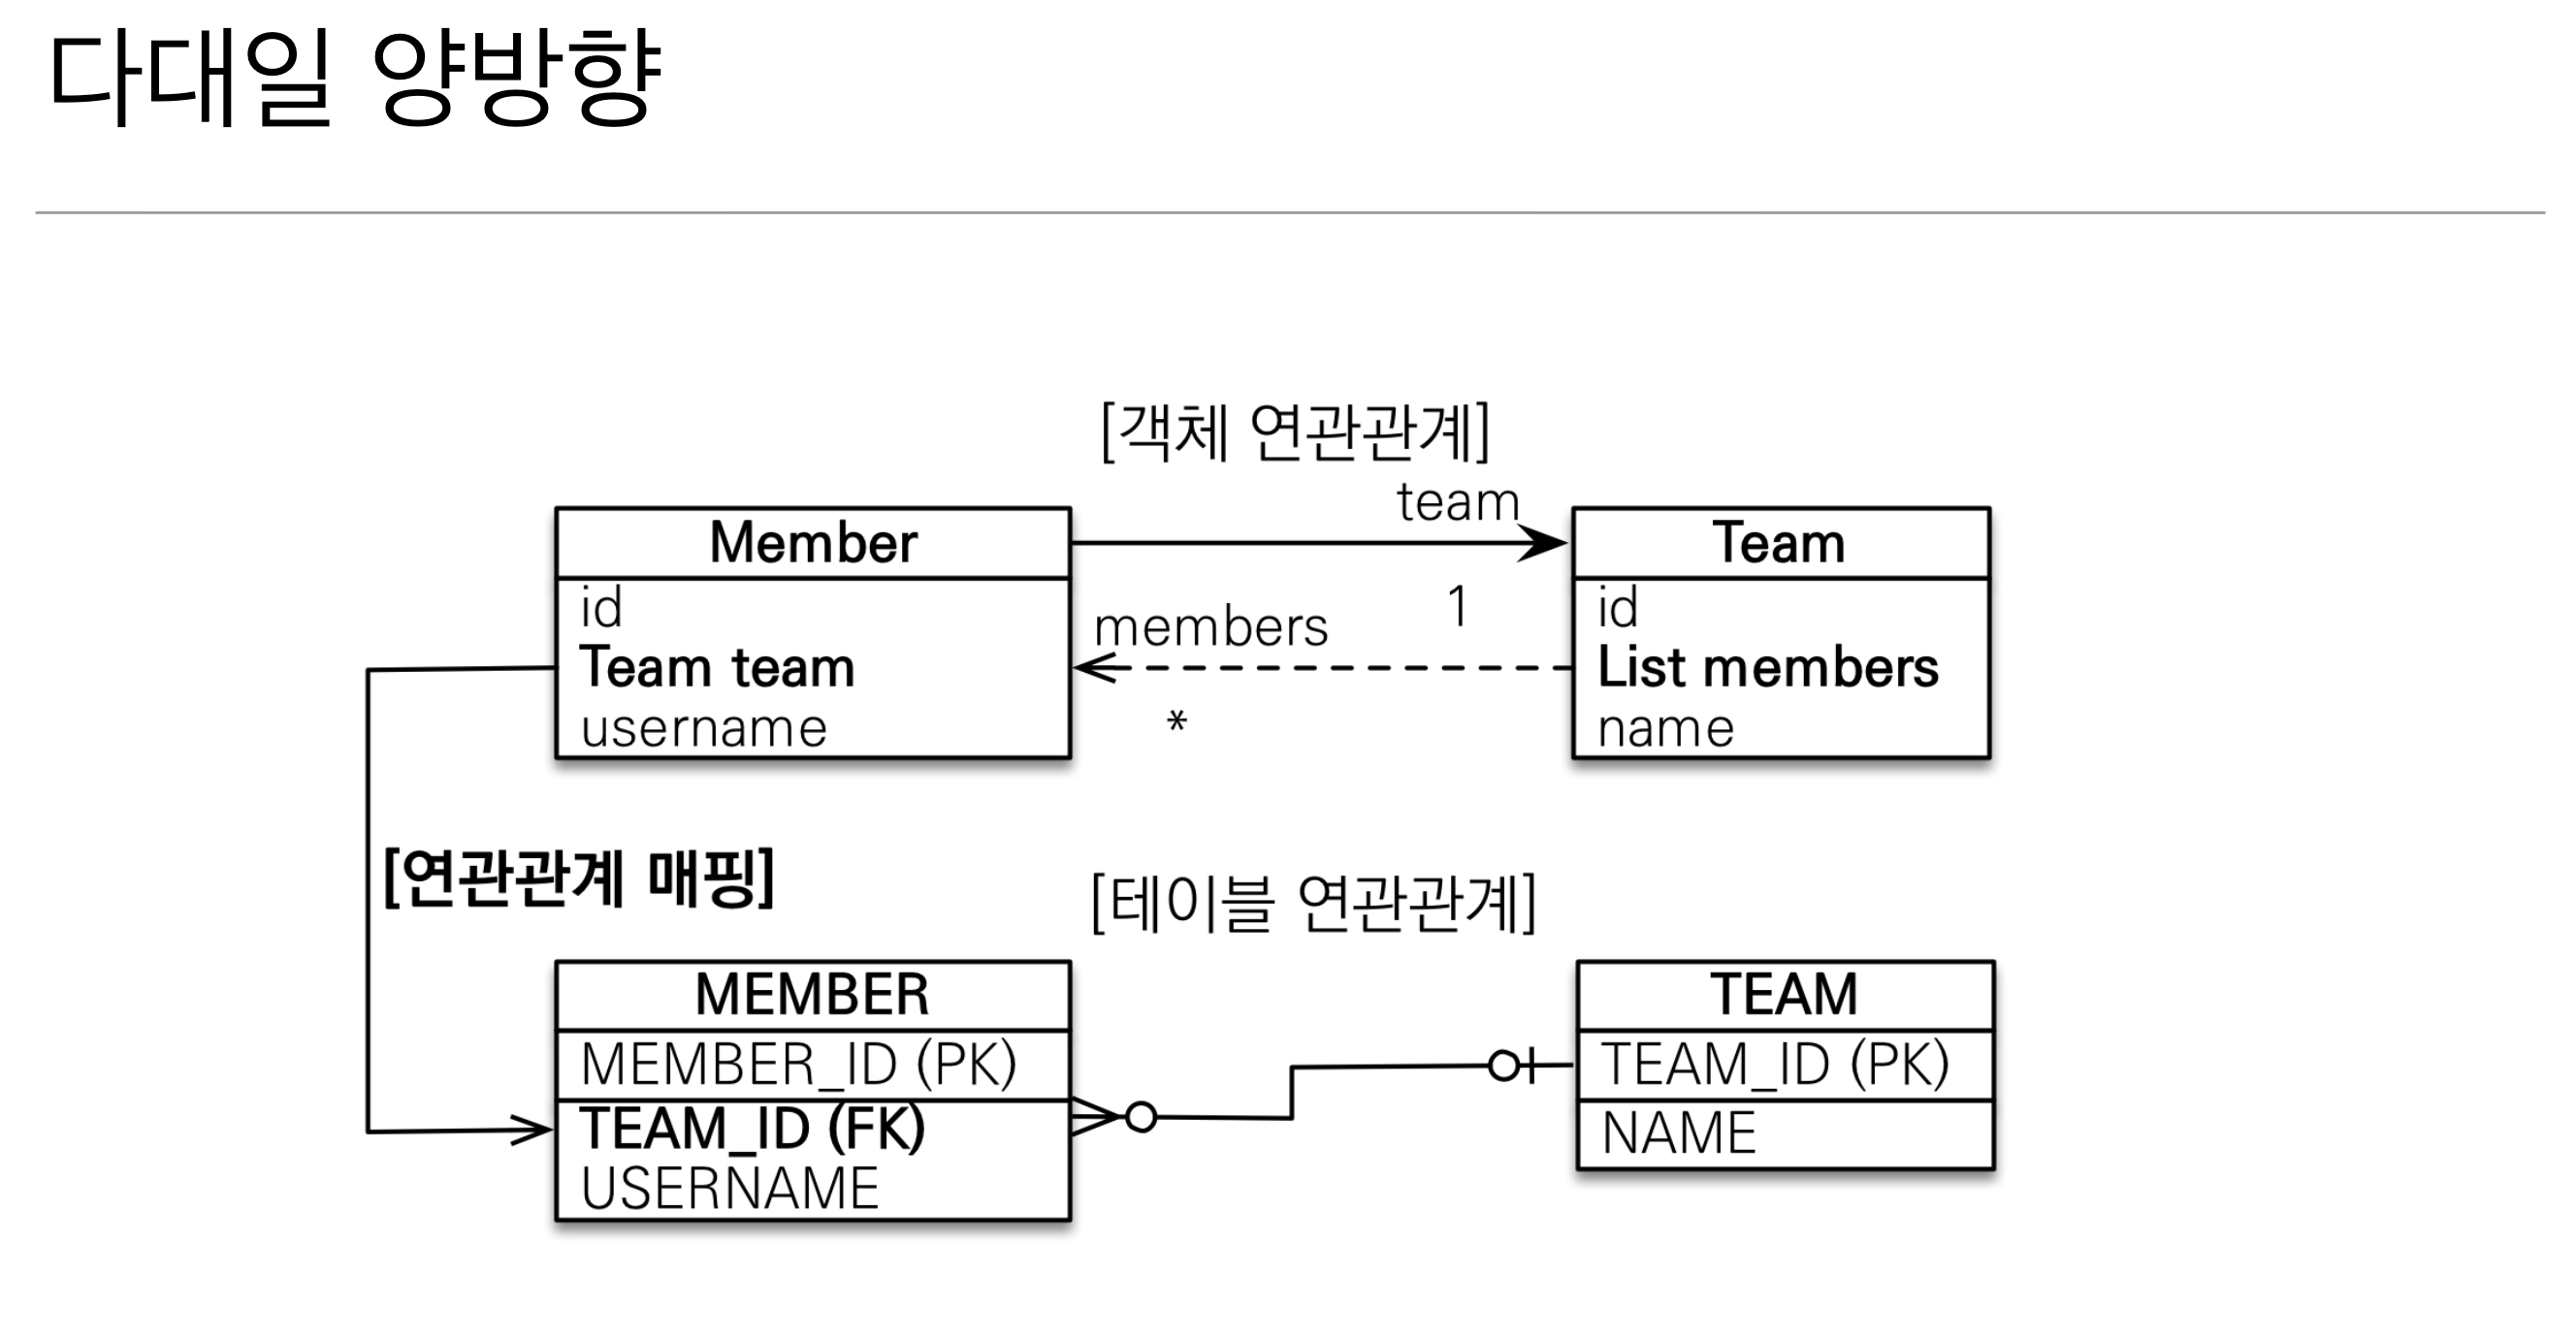 다대일 양방향
[객체 연관관계]
team
Member
Team
id
Team team
username
members
1
*
id
List members
name
[연관관계 매핑]
[테이블 연관관계]
MEMBER
MEMBER_ID (PK)
TEAM_ID (FK)
USERNAME
TEAM
TEAM_ID (PK)
NAME